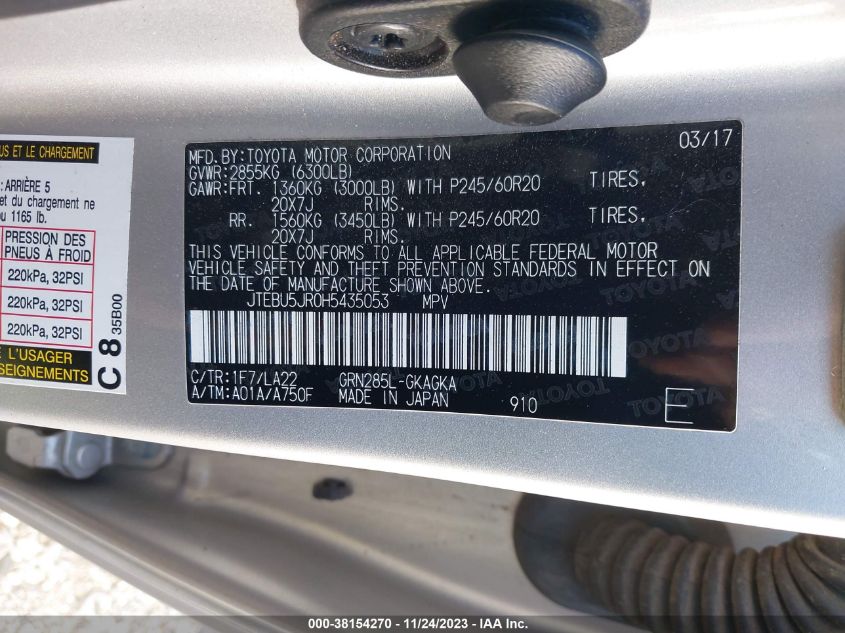 US ET LE CHARGEMENT
: ARRIÈRE 5
et du chargement ne
ou 1165 lb.
PRESSION DES
PNEUS À FROID
220kPa, 32PSI
220kPa, 32PSI
220kPa, 32PSI
E L'USAGER
SEIGNEMENTS
C 8 35B00
03/17
MFD.BY:TOYOTA MOTOR CORPORATION
GVWR:2855KG (6300LB)
GAWR:FRT. 1360KG (3000LB) WITH P245/60R20 TIRES.
20X7J RIMS.
RR. 1560KG (3450LB) WITH P245/60R20 TIRES.
20X7J RIMS.
THIS VEHICLE CONFORMS TO ALL APPLICABLE FEDERAL MOTOR
VEHICLE SAFETY AND THEFT PREVENTION STANDARDS IN EFFECT ON
THE DATE OF MANUFACTURE SHOWN ABOVE.
JTEBU5JR0H5435053 MPV
C/TR:1F7/LA22 GRN285L-GKAGKA
A/TM:A01A/A750F MADE IN JAPAN 910 E
000-38154270 - 11/24/2023 - IAA Inc.